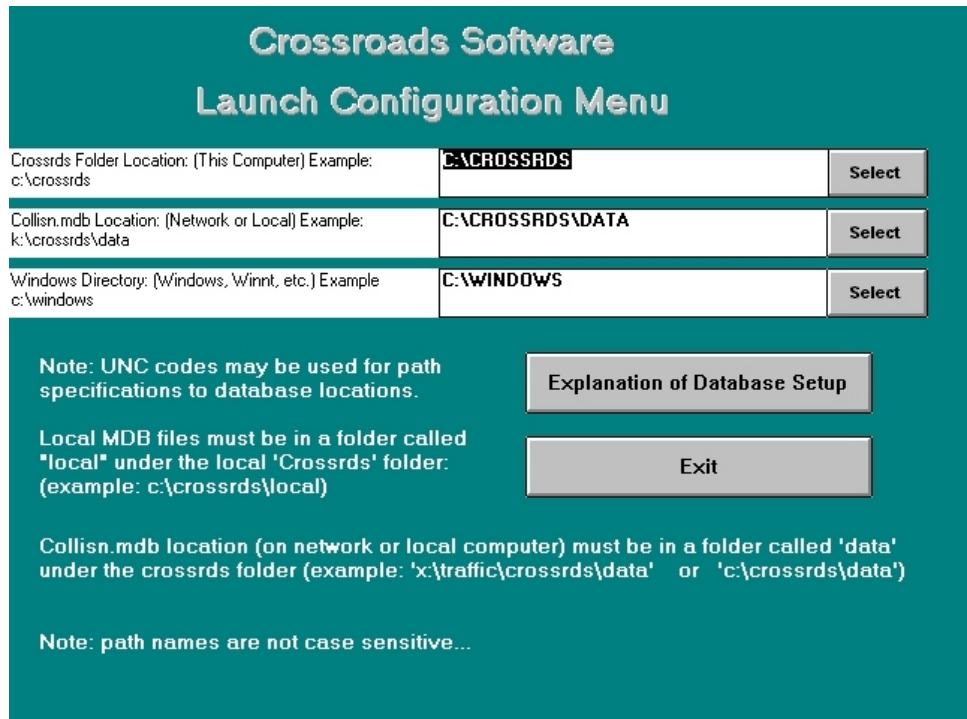 Crossroads Software
Launch Configuration Menu
Crossrds Folder Location: (This Computer) Example:
c:\crossrds
C:\CROSSRDS
Select
Collisn.mdb Location: (Network or Local) Example:
k:\crossrds\data
C:\CROSSRDS\DATA
Select
Windows Directory: (Windows, Winnt, etc.) Example
c:\windows
C:\WINDOWS
Select
Note: UNC codes may be used for path
specifications to database locations.
Explanation of Database Setup
Local MDB files must be in a folder called
"local" under the local 'Crossrds' folder:
(example: c:\crossrds\local)
Exit
Collisn.mdb location (on network or local computer) must be in a folder called 'data'
under the crossrds folder (example: 'x:\traffic\crossrds\data' or 'c:\crossrds\data')
Note: path names are not case sensitive...